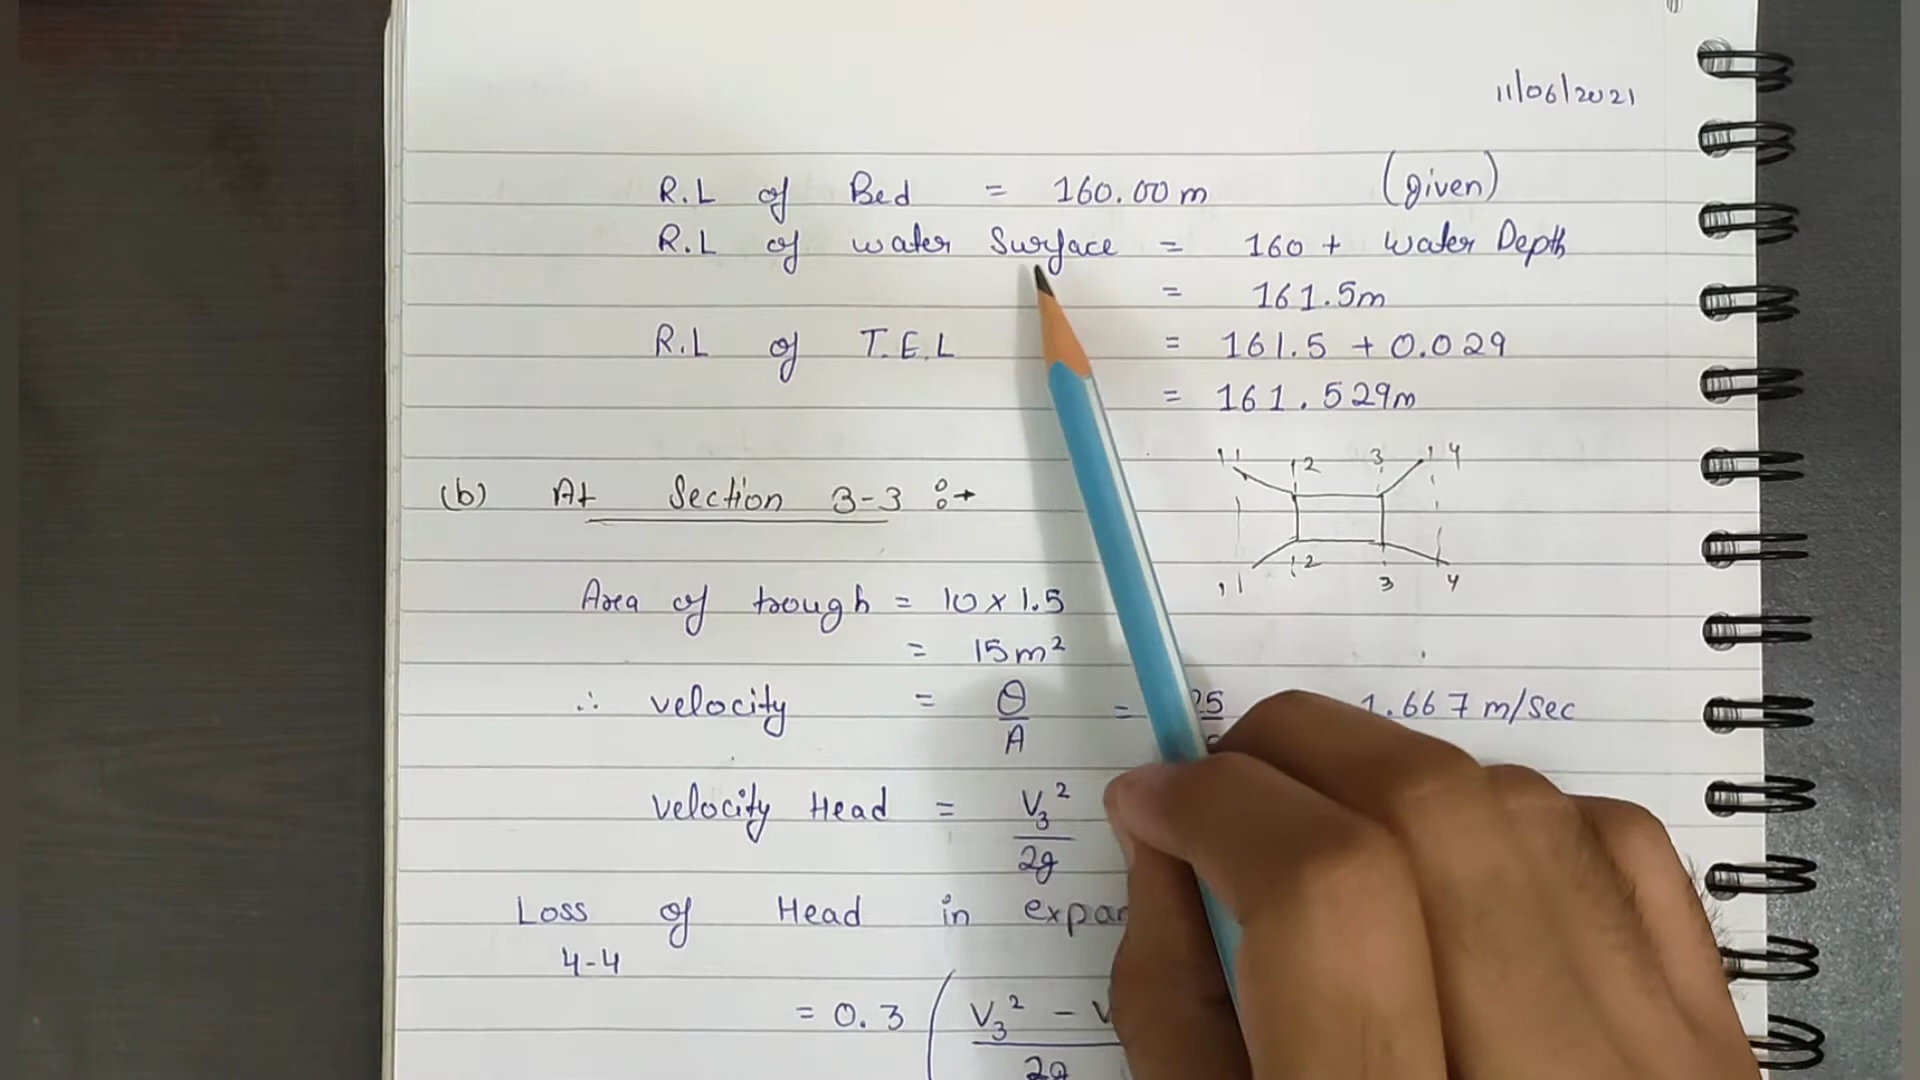 11/06/2021
R.L of Bed = 160.00 m (given)
R.L of water Surface = 160 + Water Depth
= 161.5m
R.L of T.E.L = 161.5 + 0.029
= 161.529m
1 2 3 4
(b) At Section 3-3 :→
1 2 3 4
Area of trough = 10 × 1.5
= 15m²
∴ velocity = Q/A = 25 1.667 m/sec
velocity Head = V₃²/2g
Loss of Head in
4-4
= 0.3 ( V₃² -
2g